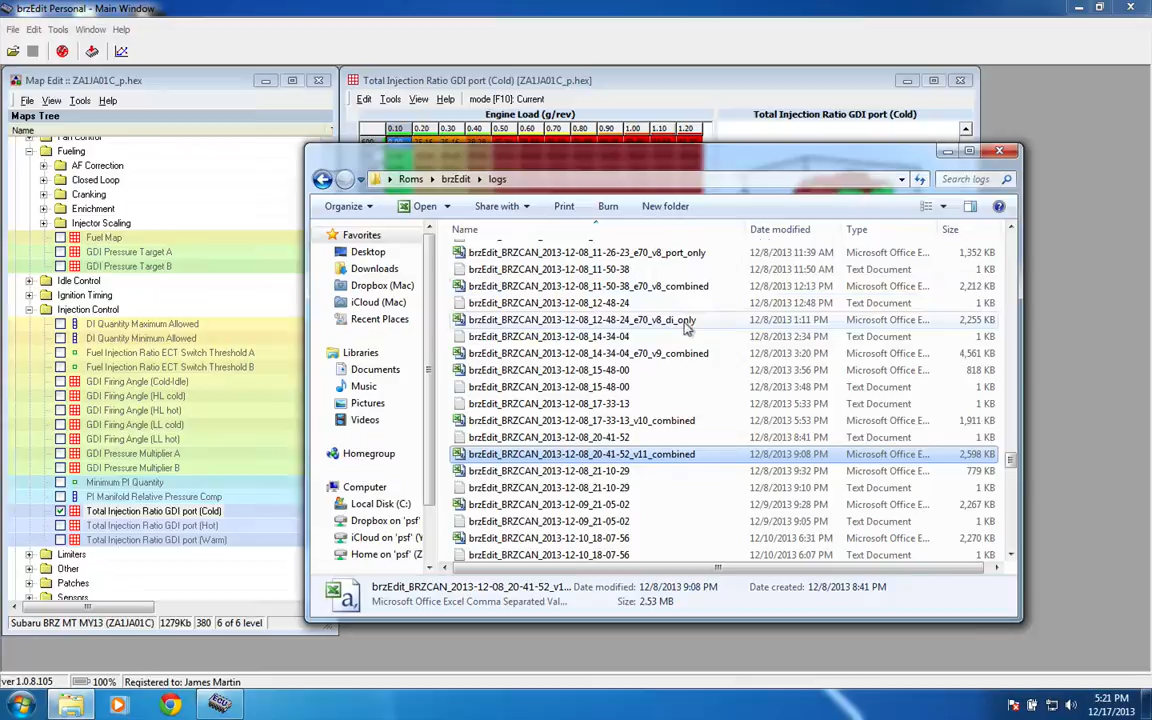 brzEdit Personal - Main Window
File Edit Tools Window Help
Map Edit :: ZA1JA01C_p.hex
File View Tools Help
Maps Tree
Name
Fueling
AF Correction
Closed Loop
Cranking
Enrichment
Injector Scaling
Fuel Map
GDI Pressure Target A
GDI Pressure Target B
Idle Control
Ignition Timing
Injection Control
DI Quantity Maximum Allowed
DI Quantity Minimum Allowed
Fuel Injection Ratio ECT Switch Threshold A
Fuel Injection Ratio ECT Switch Threshold B
GDI Firing Angle (Cold-Idle)
GDI Firing Angle (HL cold)
GDI Firing Angle (HL hot)
GDI Firing Angle (LL cold)
GDI Firing Angle (LL hot)
GDI Pressure Multiplier A
GDI Pressure Multiplier B
Minimum PI Quantity
PI Manifold Relative Pressure Comp
Total Injection Ratio GDI port (Cold)
Total Injection Ratio GDI port (Hot)
Total Injection Ratio GDI port (Warm)
Limiters
Other
Patches
Sensors
Subaru BRZ MT MY13 (ZA1JA01C) 1279Kb 380 6 of 6 level
Total Injection Ratio GDI port (Cold) [ZA1JA01C_p.hex]
Edit Tools View Help mode [F10]: Current
Engine Load (g/rev)
Total Injection Ratio GDI port (Cold)
0.10 0.20 0.30 0.40 0.50 0.60 0.70 0.80 0.90 1.00 1.10 1.20
Roms brzEdit logs
Search logs
Organize Open Share with Print Burn New folder
Favorites
Desktop
Downloads
Dropbox (Mac)
iCloud (Mac)
Recent Places
Libraries
Documents
Music
Pictures
Videos
Homegroup
Computer
Local Disk (C:)
Dropbox on 'psf'
iCloud on 'psf'
Home on 'psf' (Z
Name Date modified Type Size
brzEdit_BRZCAN_2013-12-08_11-26-23_e70_v8_port_only 12/8/2013 11:39 AM Microsoft Office E... 1,352 KB
brzEdit_BRZCAN_2013-12-08_11-50-38 12/8/2013 11:50 AM Text Document 1 KB
brzEdit_BRZCAN_2013-12-08_11-50-38_e70_v8_combined 12/8/2013 12:13 PM Microsoft Office E... 2,212 KB
brzEdit_BRZCAN_2013-12-08_12-48-24 12/8/2013 12:48 PM Text Document 1 KB
brzEdit_BRZCAN_2013-12-08_12-48-24_e70_v8_di_only 12/8/2013 1:11 PM Microsoft Office E... 2,255 KB
brzEdit_BRZCAN_2013-12-08_14-34-04 12/8/2013 2:34 PM Text Document 1 KB
brzEdit_BRZCAN_2013-12-08_14-34-04_e70_v9_combined 12/8/2013 3:20 PM Microsoft Office E... 4,561 KB
brzEdit_BRZCAN_2013-12-08_15-48-00 12/8/2013 3:56 PM Microsoft Office E... 818 KB
brzEdit_BRZCAN_2013-12-08_15-48-00 12/8/2013 3:48 PM Text Document 1 KB
brzEdit_BRZCAN_2013-12-08_17-33-13 12/8/2013 5:33 PM Text Document 1 KB
brzEdit_BRZCAN_2013-12-08_17-33-13_v10_combined 12/8/2013 5:53 PM Microsoft Office E... 1,911 KB
brzEdit_BRZCAN_2013-12-08_20-41-52 12/8/2013 8:41 PM Text Document 1 KB
brzEdit_BRZCAN_2013-12-08_20-41-52_v11_combined 12/8/2013 9:08 PM Microsoft Office E... 2,598 KB
brzEdit_BRZCAN_2013-12-08_21-10-29 12/8/2013 9:32 PM Microsoft Office E... 779 KB
brzEdit_BRZCAN_2013-12-08_21-10-29 12/8/2013 9:10 PM Text Document 1 KB
brzEdit_BRZCAN_2013-12-09_21-05-02 12/9/2013 9:28 PM Microsoft Office E... 2,267 KB
brzEdit_BRZCAN_2013-12-09_21-05-02 12/9/2013 9:05 PM Text Document 1 KB
brzEdit_BRZCAN_2013-12-10_18-07-56 12/10/2013 6:31 PM Microsoft Office E... 2,270 KB
brzEdit_BRZCAN_2013-12-10_18-07-56 12/10/2013 6:07 PM Text Document 1 KB
brzEdit_BRZCAN_2013-12-08_20-41-52_v1... Date modified: 12/8/2013 9:08 PM Date created: 12/8/2013 8:41 PM
Microsoft Office Excel Comma Separated Val... Size: 2.53 MB
ver 1.0.8.105 100% Registered to: James Martin
ECU
5:21 PM
12/17/2013